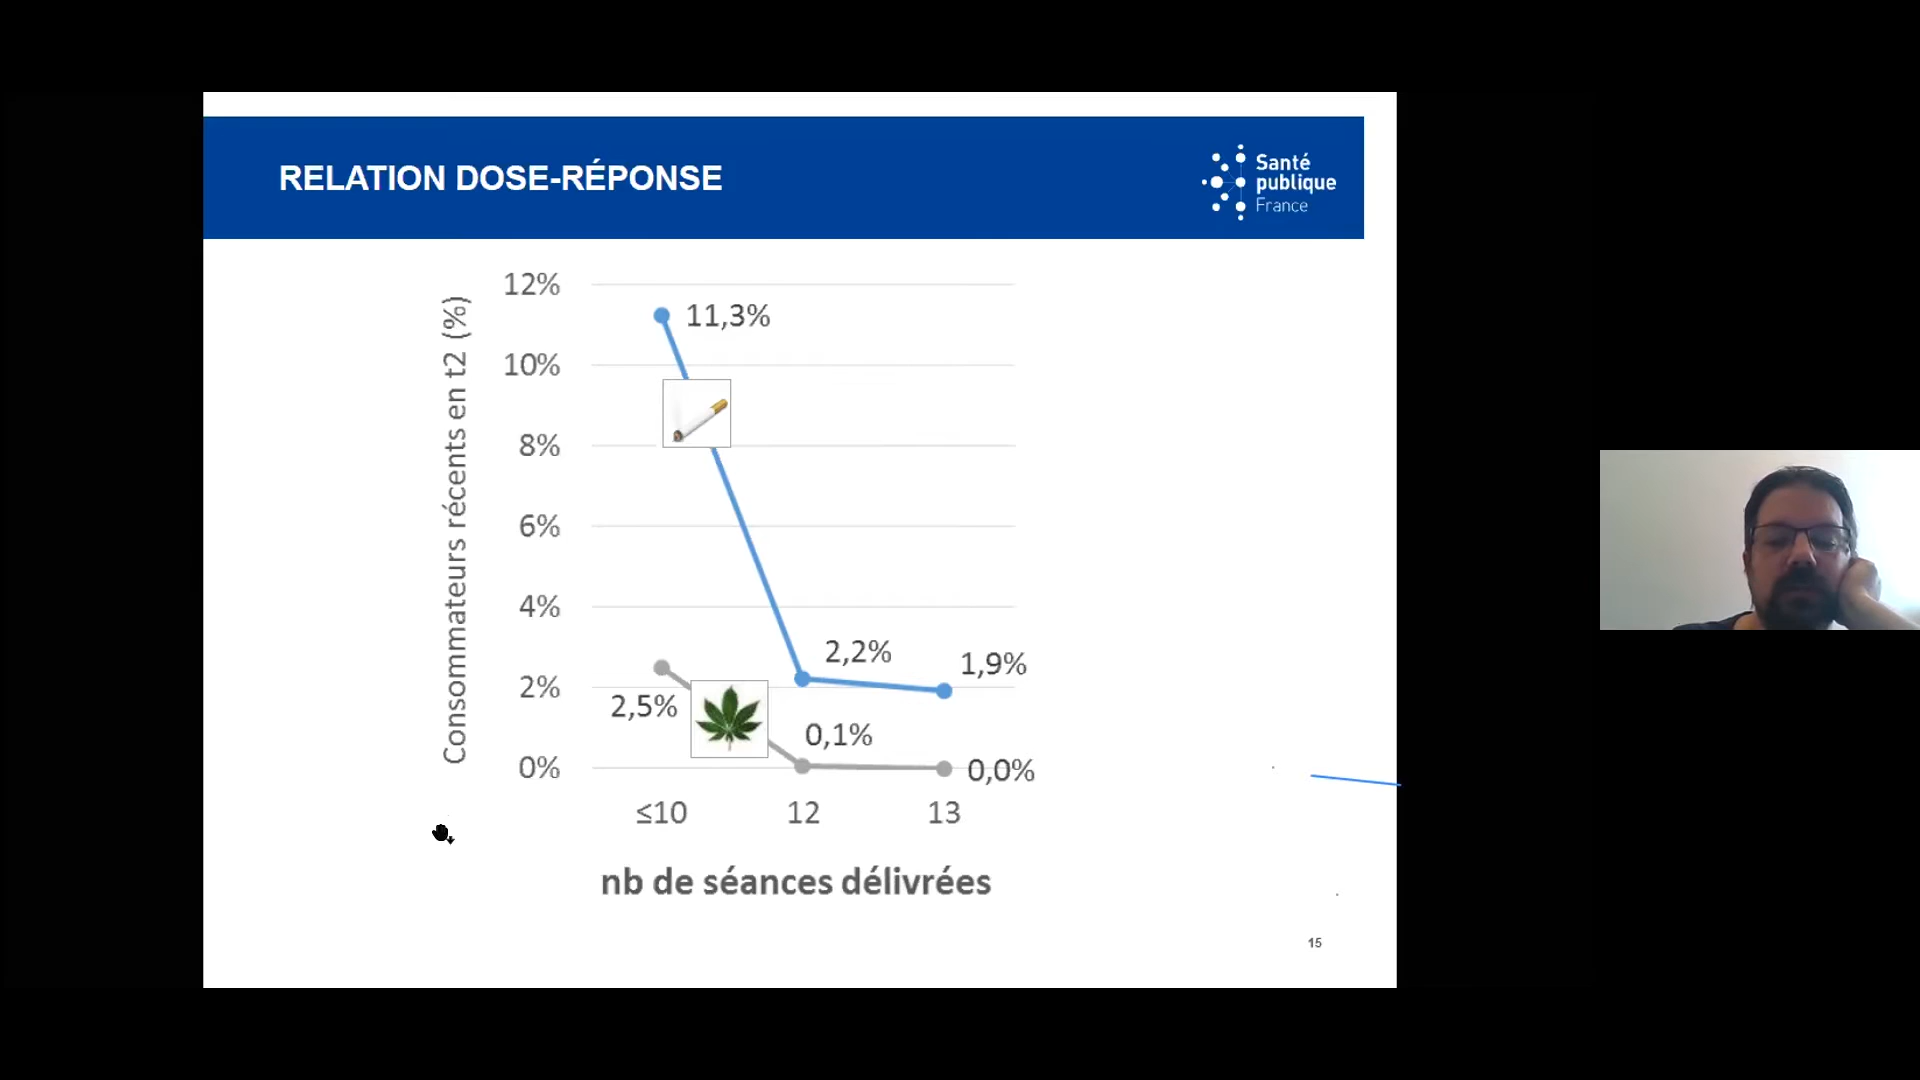 RELATION DOSE-RÉPONSE
Santé
publique
France
Consommateurs récents en t2 (%)
12%
10%
8%
6%
4%
2%
0%
11,3%
2,2%
1,9%
2,5%
0,1%
0,0%
≤10
12
13
nb de séances délivrées
15